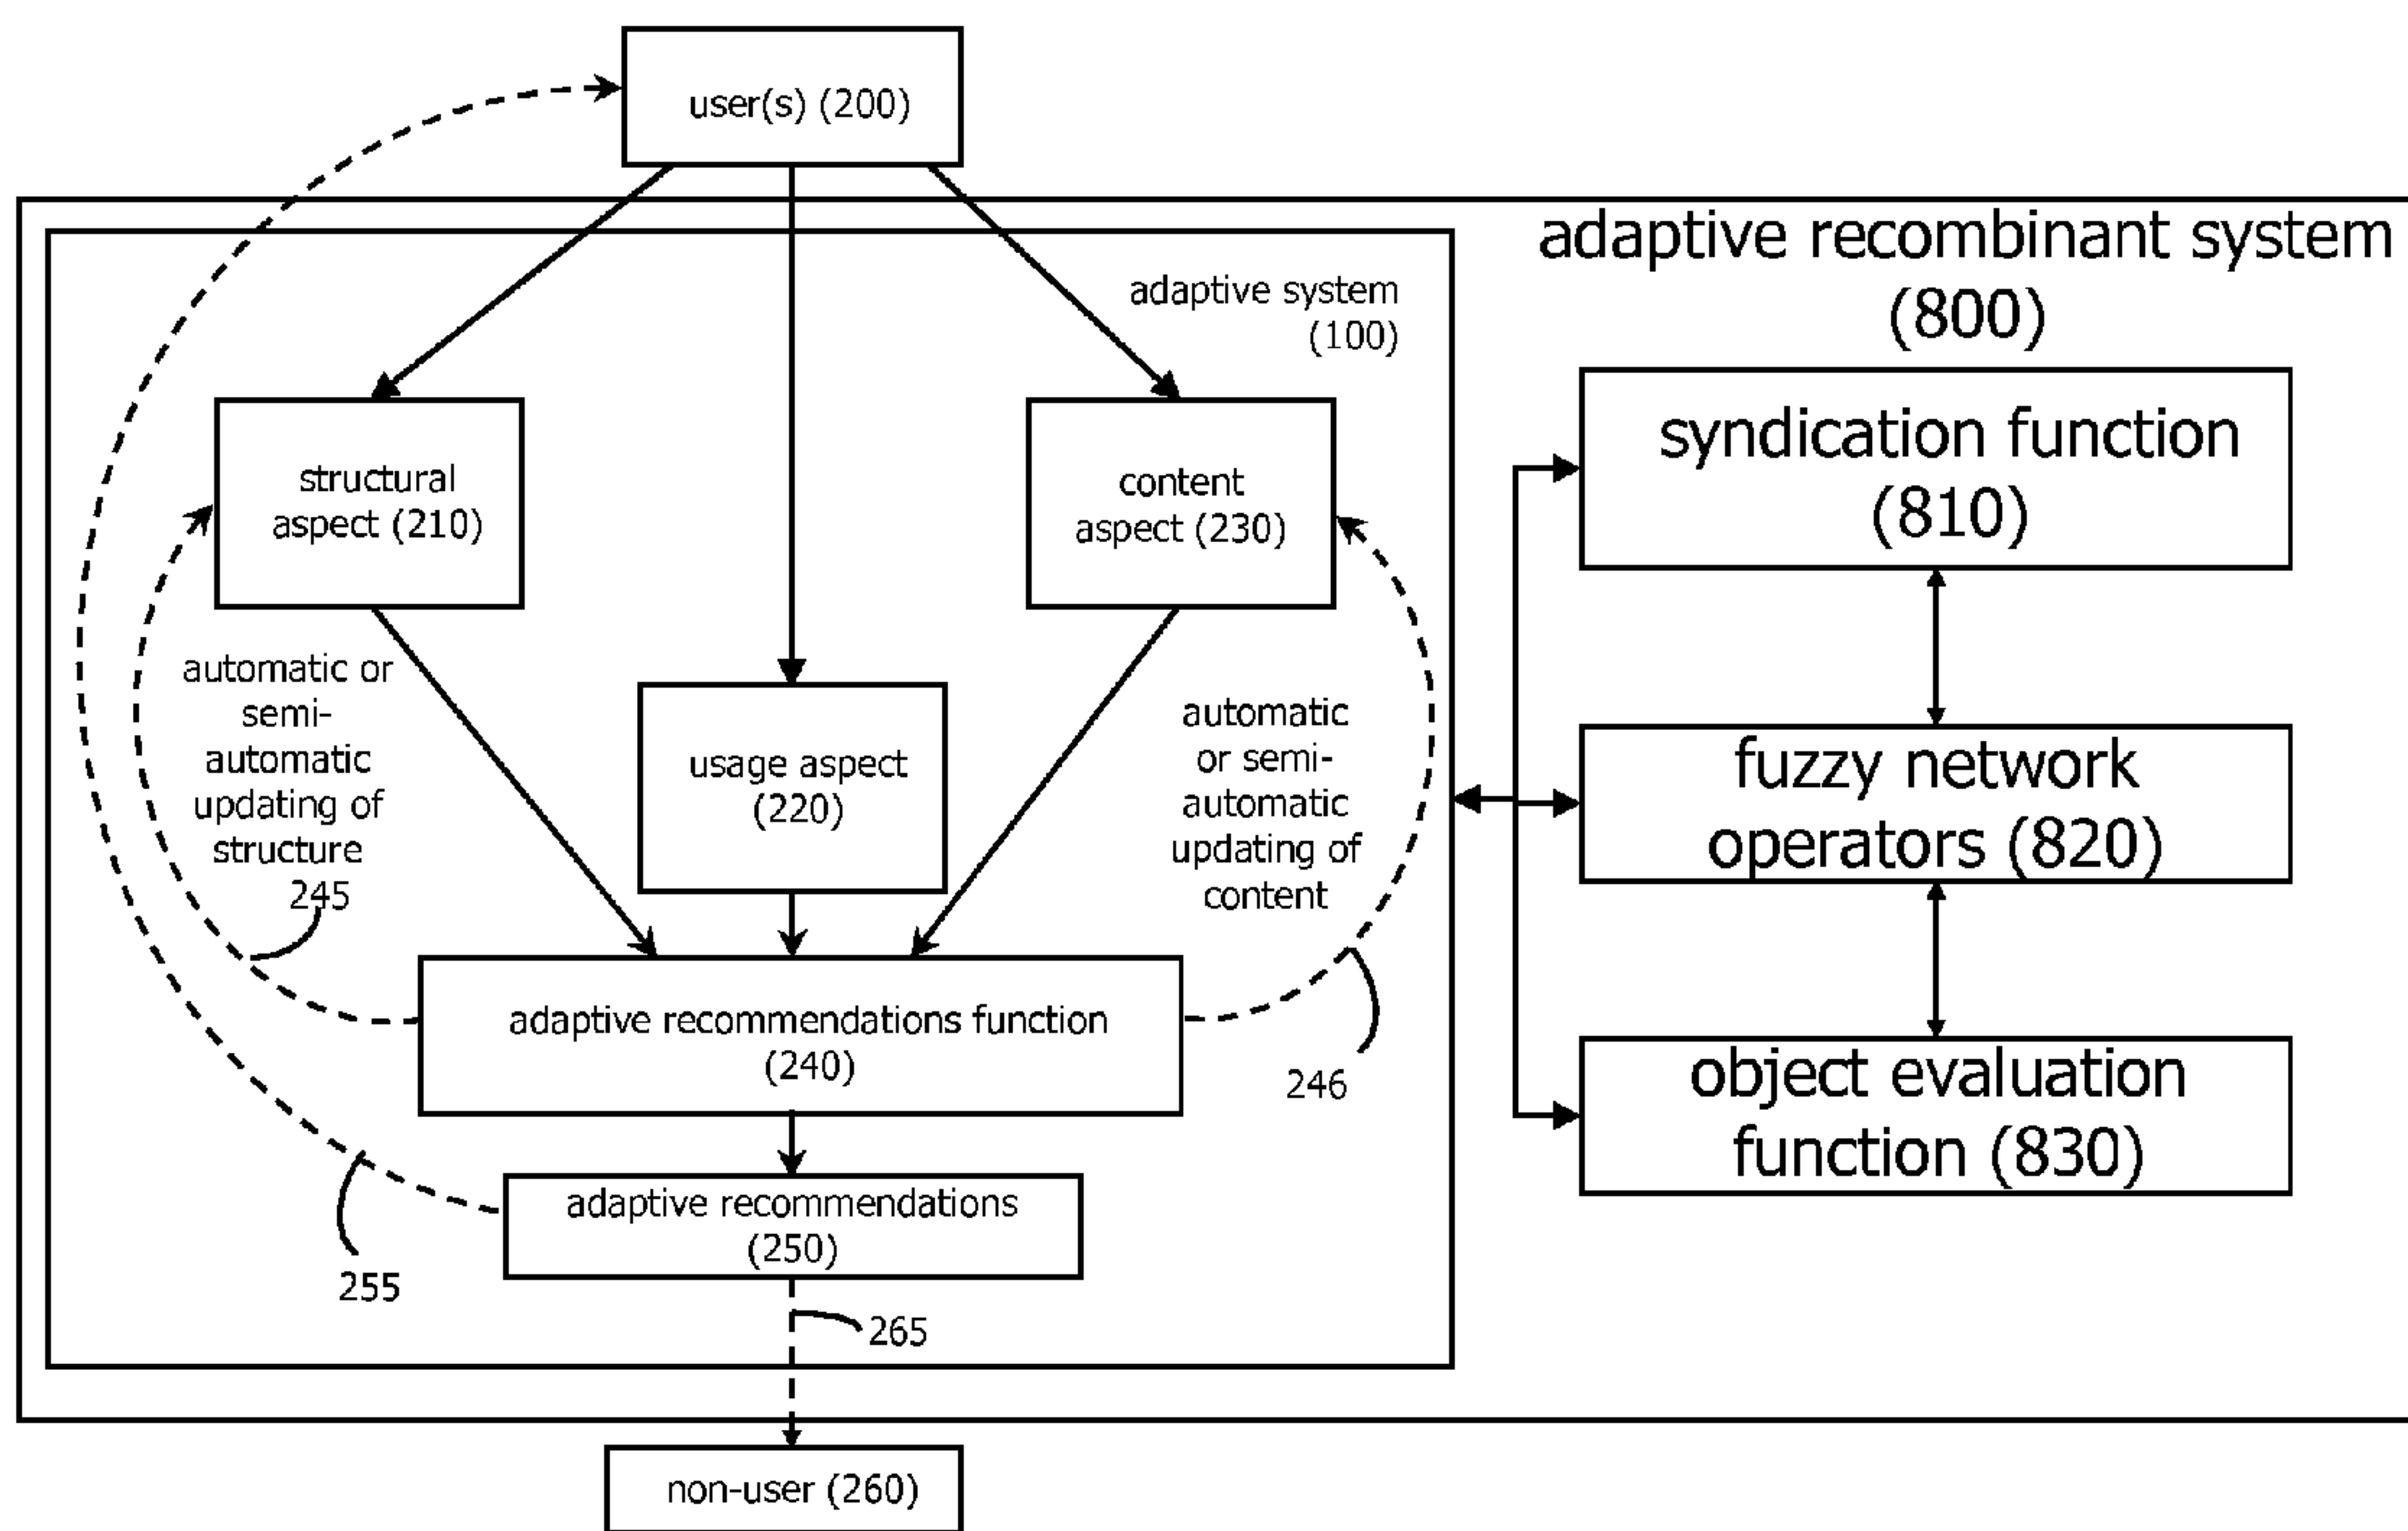 user(s) (200)
adaptive recombinant system
(800)
adaptive system
(100)
structural
aspect (210)
content
aspect (230)
syndication function
(810)
automatic or
semi-
automatic
updating of
structure
245
usage aspect
(220)
automatic
or semi-
automatic
updating of
content
246
fuzzy network
operators (820)
adaptive recommendations function
(240)
object evaluation
function (830)
adaptive recommendations
(250)
255
265
non-user (260)